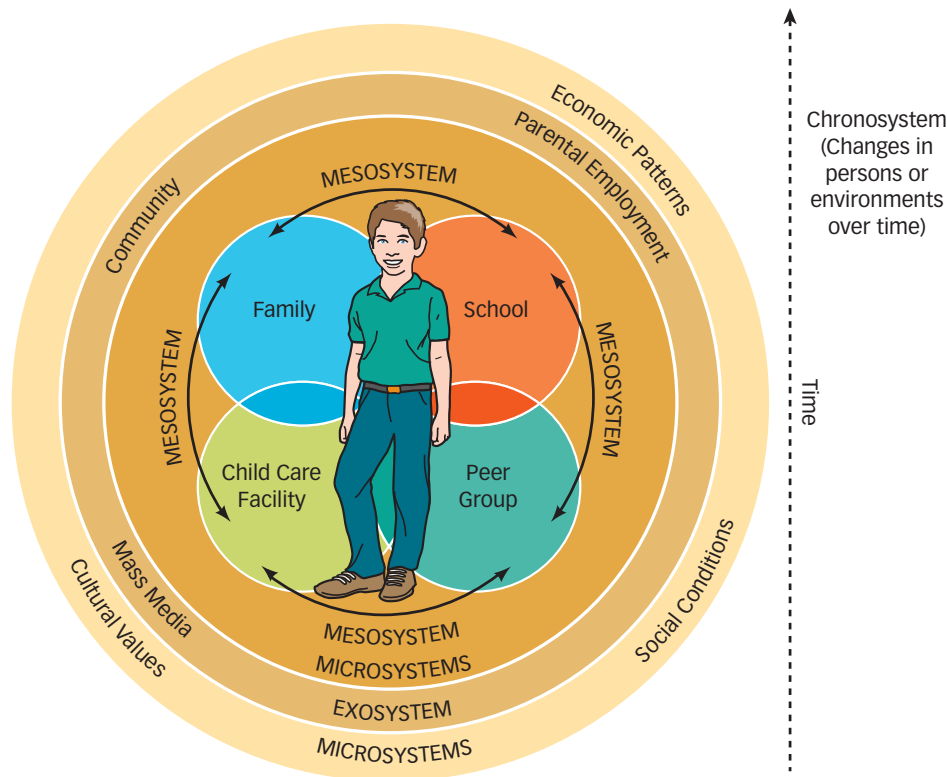 Economic Patterns
Parental Employment
Community
MESOSYSTEM
Chronosystem
(Changes in
persons or
environments
over time)
Family
School
MESOSYSTEM
MESOSYSTEM
Time
Child Care
Facility
Peer
Group
Mass Media
Cultural Values
Social Conditions
MESOSYSTEM
MICROSYSTEMS
EXOSYSTEM
MICROSYSTEMS